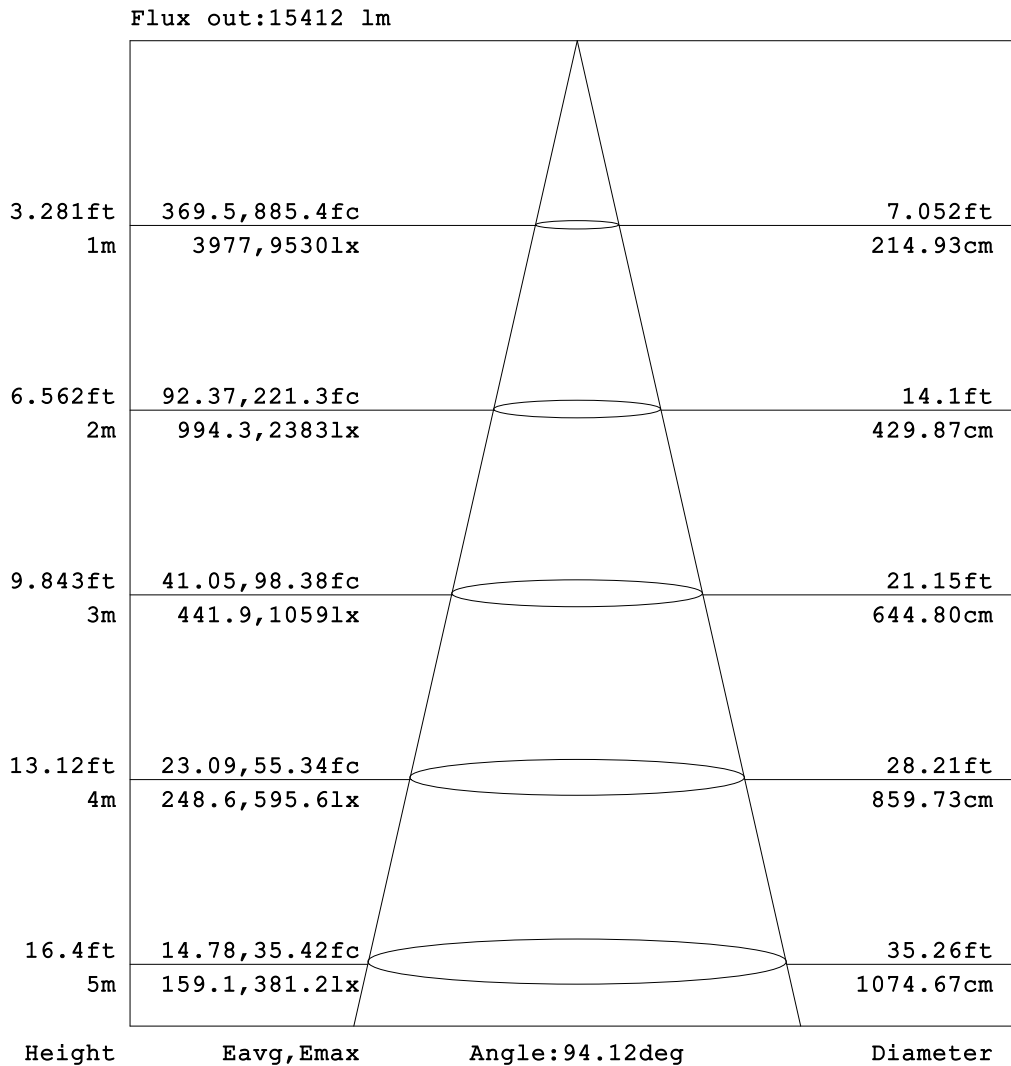 Flux out:15412 lm
3.281ft 369.5,885.4fc 7.052ft
1m 3977,9530lx 214.93cm
6.562ft 92.37,221.3fc 14.1ft
2m 994.3,2383lx 429.87cm
9.843ft 41.05,98.38fc 21.15ft
3m 441.9,1059lx 644.80cm
13.12ft 23.09,55.34fc 28.21ft
4m 248.6,595.6lx 859.73cm
16.4ft 14.78,35.42fc 35.26ft
5m 159.1,381.2lx 1074.67cm
Height Eavg,Emax Angle:94.12deg Diameter